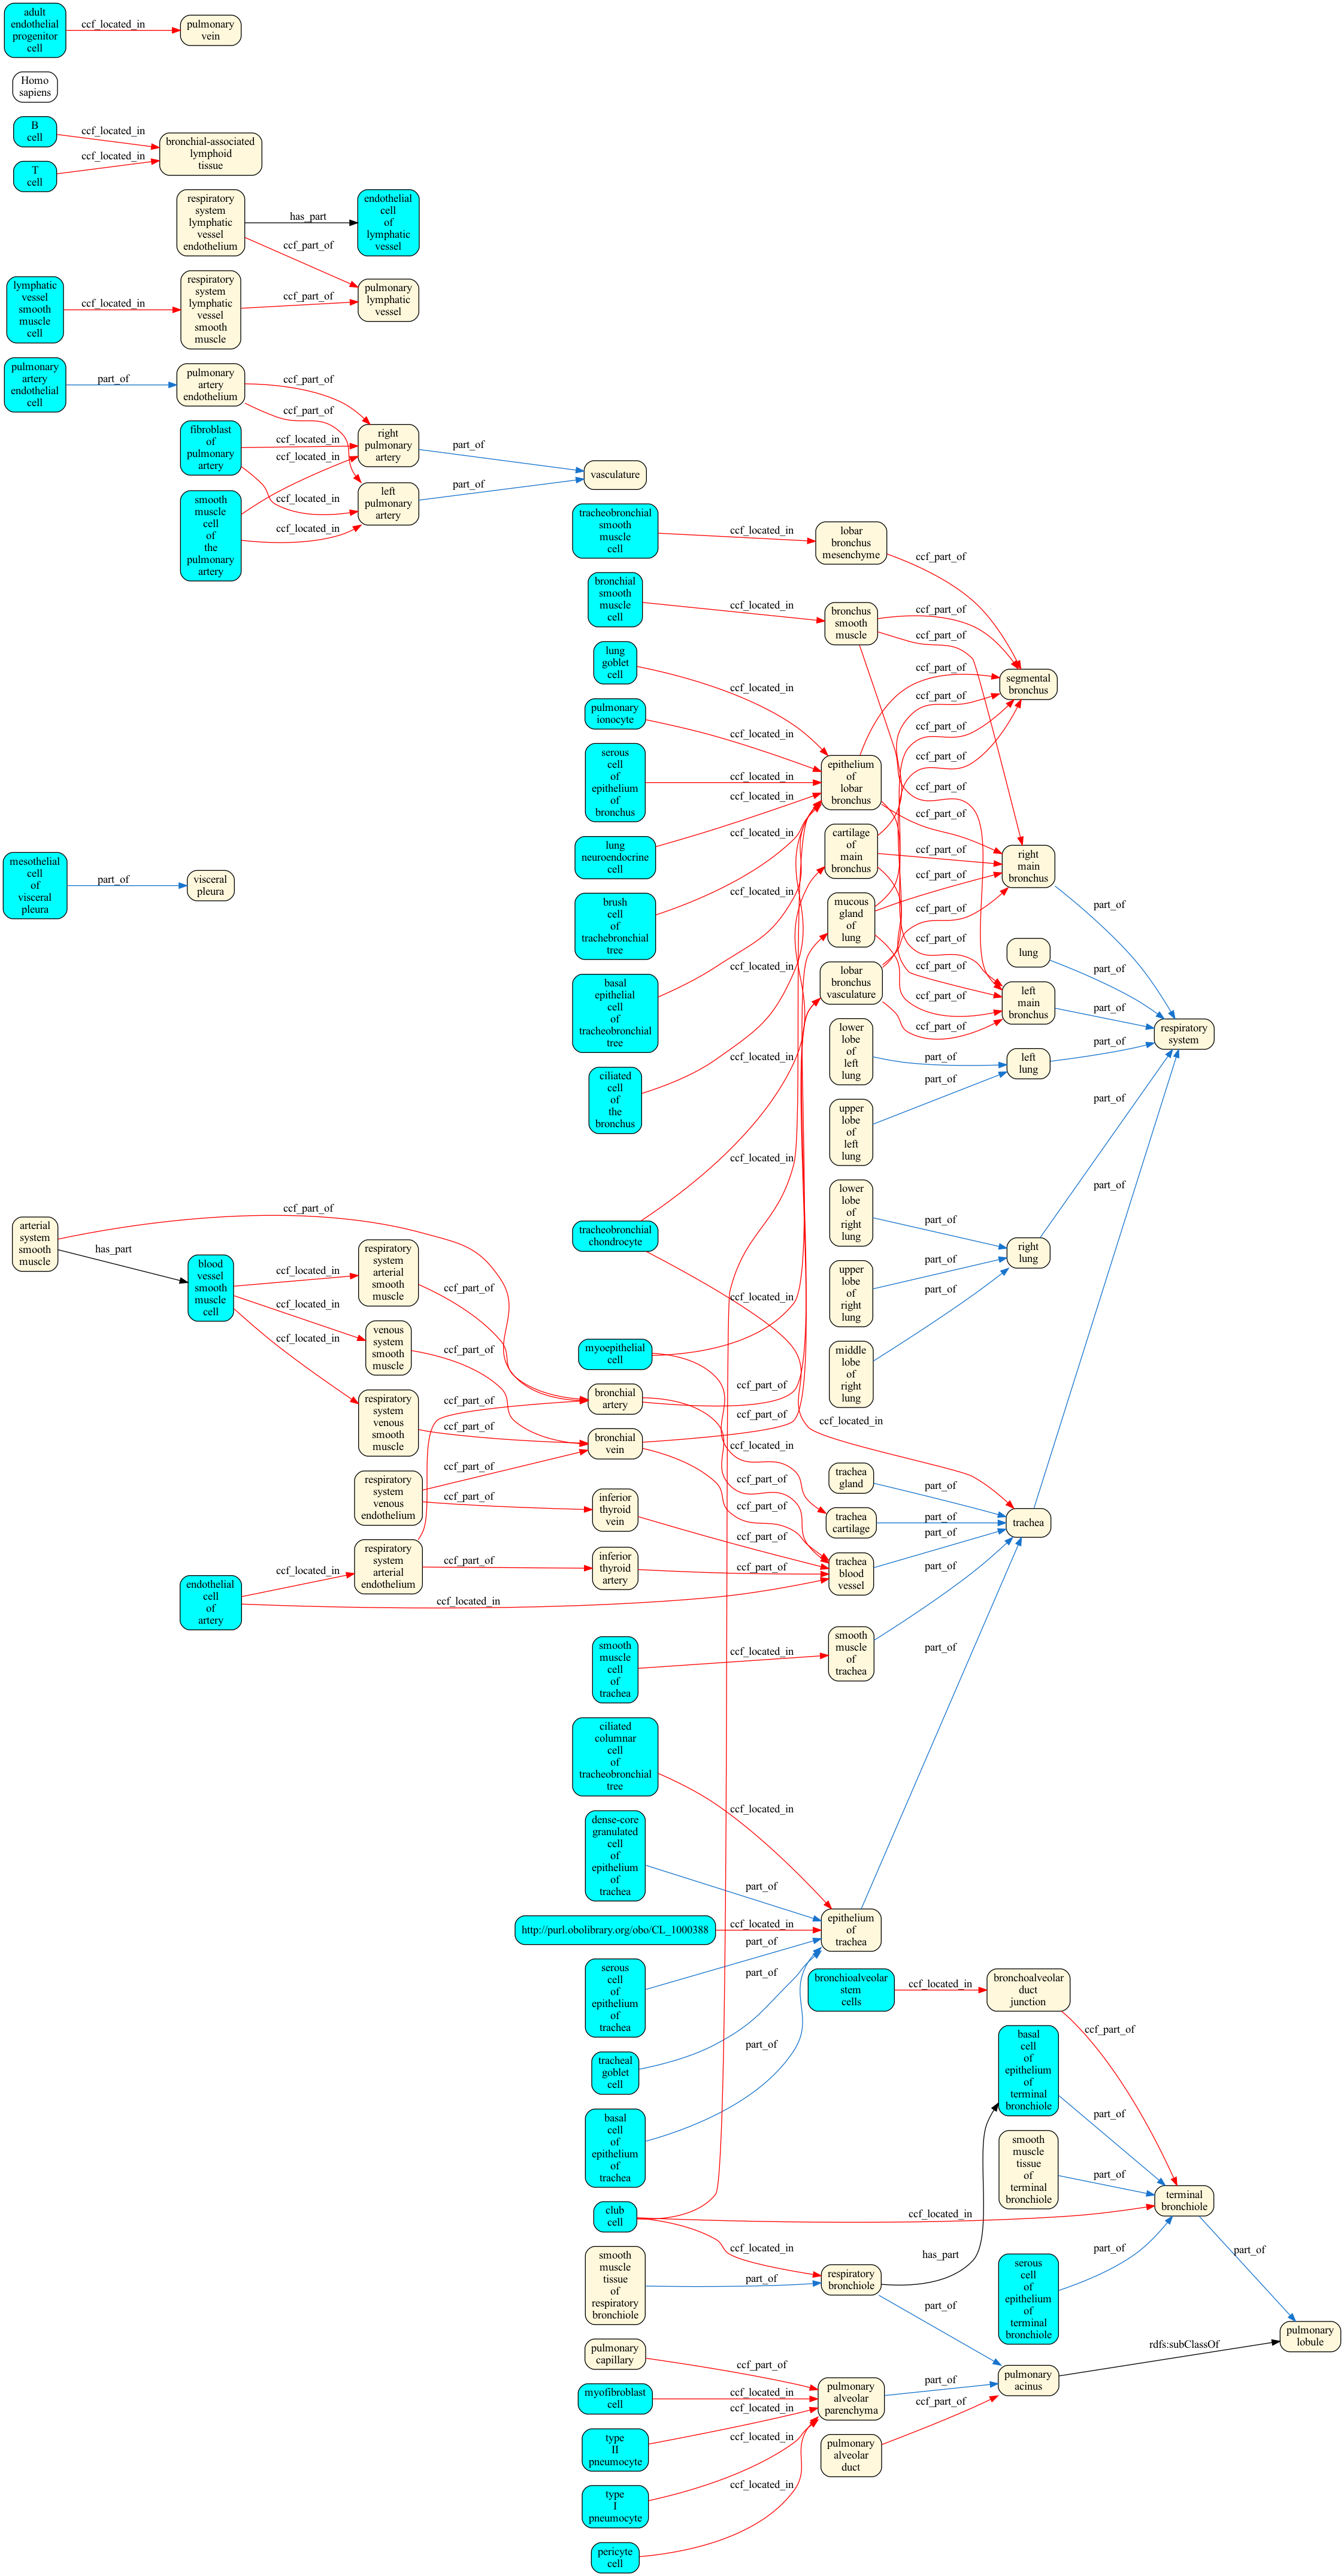 adult
endothelial
progenitor
cell
ccf_located_in
pulmonary
vein
Homo
sapiens
B
cell
ccf_located_in
T
cell
ccf_located_in
bronchial-associated
lymphoid
tissue
respiratory
system
lymphatic
vessel
endothelium
has_part
endothelial
cell
of
lymphatic
vessel
ccf_part_of
lymphatic
vessel
smooth
muscle
cell
ccf_located_in
respiratory
system
lymphatic
vessel
smooth
muscle
ccf_part_of
pulmonary
lymphatic
vessel
pulmonary
artery
endothelial
cell
part_of
pulmonary
artery
endothelium
ccf_part_of
ccf_part_of
fibroblast
of
pulmonary
artery
ccf_located_in
ccf_located_in
right
pulmonary
artery
part_of
smooth
muscle
cell
of
the
pulmonary
artery
ccf_located_in
ccf_located_in
left
pulmonary
artery
part_of
vasculature
tracheobronchial
smooth
muscle
cell
ccf_located_in
lobar
bronchus
mesenchyme
ccf_part_of
bronchial
smooth
muscle
cell
ccf_located_in
bronchus
smooth
muscle
ccf_part_of
ccf_part_of
ccf_part_of
segmental
bronchus
lung
goblet
cell
ccf_located_in
pulmonary
ionocyte
ccf_located_in
ccf_part_of
ccf_part_of
serous
cell
of
epithelium
of
bronchus
ccf_located_in
ccf_located_in
epithelium
of
lobar
bronchus
ccf_part_of
ccf_part_of
lung
neuroendocrine
cell
ccf_located_in
cartilage
of
main
bronchus
ccf_part_of
ccf_part_of
right
main
bronchus
part_of
brush
cell
of
trachebronchial
tree
ccf_located_in
mucous
gland
of
lung
ccf_part_of
ccf_part_of
mesothelial
cell
of
visceral
pleura
part_of
visceral
pleura
lung
part_of
basal
epithelial
cell
of
tracheobronchial
tree
ccf_located_in
lobar
bronchus
vasculature
ccf_part_of
ccf_part_of
ccf_part_of
left
main
bronchus
part_of
respiratory
system
ciliated
cell
of
the
bronchus
ccf_located_in
lower
lobe
of
left
lung
part_of
left
lung
part_of
upper
lobe
of
left
lung
part_of
ccf_located_in
lower
lobe
of
right
lung
part_of
right
lung
part_of
part_of
upper
lobe
of
right
lung
part_of
middle
lobe
of
right
lung
part_of
tracheobronchial
chondrocyte
ccf_located_in
ccf_located_in
arterial
system
smooth
muscle
ccf_part_of
has_part
blood
vessel
smooth
muscle
cell
ccf_located_in
ccf_located_in
ccf_located_in
respiratory
system
arterial
smooth
muscle
ccf_part_of
venous
system
smooth
muscle
ccf_part_of
respiratory
system
venous
smooth
muscle
ccf_part_of
ccf_part_of
myoepithelial
cell
bronchial
artery
ccf_part_of
ccf_part_of
bronchial
vein
ccf_located_in
respiratory
system
venous
endothelium
ccf_part_of
ccf_part_of
inferior
thyroid
vein
ccf_part_of
ccf_part_of
ccf_part_of
trachea
gland
part_of
trachea
cartilage
part_of
trachea
endothelial
cell
of
artery
ccf_located_in
ccf_located_in
respiratory
system
arterial
endothelium
ccf_part_of
inferior
thyroid
artery
ccf_part_of
trachea
blood
vessel
part_of
part_of
smooth
muscle
cell
of
trachea
ccf_located_in
smooth
muscle
of
trachea
part_of
ciliated
columnar
cell
of
tracheobronchial
tree
ccf_located_in
dense-core
granulated
cell
of
epithelium
of
trachea
part_of
http://purl.obolibrary.org/obo/CL_1000388
ccf_located_in
epithelium
of
trachea
serous
cell
of
epithelium
of
trachea
part_of
tracheal
goblet
cell
part_of
basal
cell
of
epithelium
of
trachea
part_of
bronchioalveolar
stem
cells
ccf_located_in
bronchoalveolar
duct
junction
ccf_part_of
basal
cell
of
epithelium
of
terminal
bronchiole
part_of
smooth
muscle
tissue
of
terminal
bronchiole
part_of
terminal
bronchiole
part_of
club
cell
ccf_located_in
ccf_located_in
has_part
serous
cell
of
epithelium
of
terminal
bronchiole
part_of
smooth
muscle
tissue
of
respiratory
bronchiole
part_of
respiratory
bronchiole
part_of
pulmonary
lobule
rdfs:subClassOf
pulmonary
acinus
pulmonary
capillary
ccf_part_of
myofibroblast
cell
ccf_located_in
pulmonary
alveolar
parenchyma
part_of
ccf_part_of
type
II
pneumocyte
ccf_located_in
pulmonary
alveolar
duct
type
I
pneumocyte
ccf_located_in
pericyte
cell
ccf_located_in